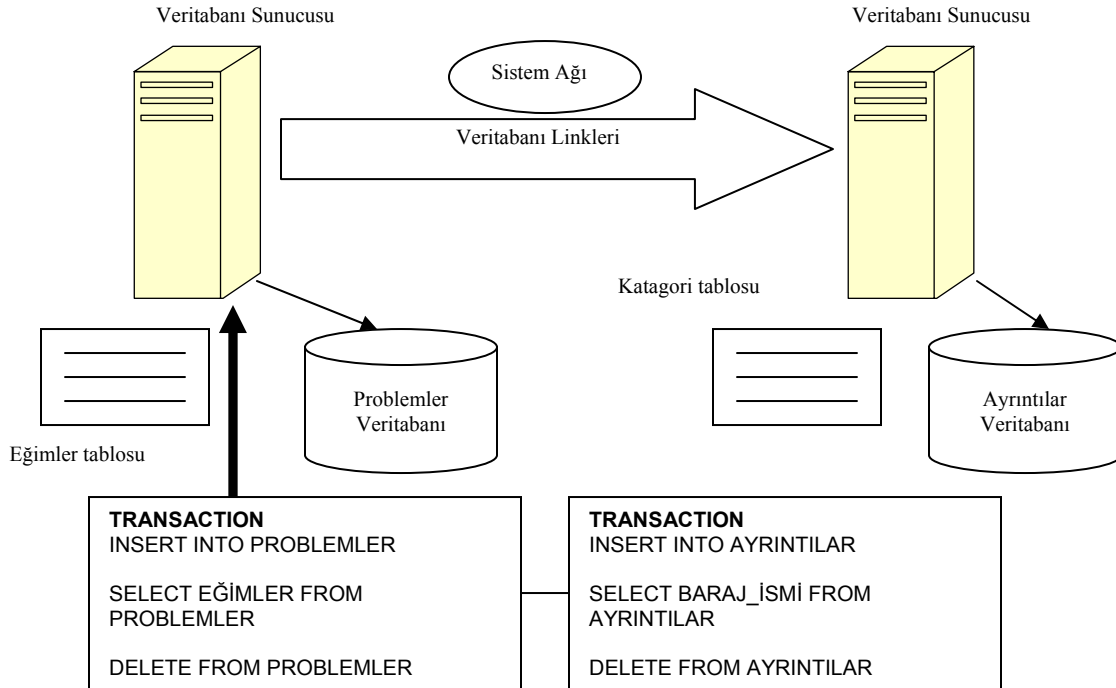 Veritabanı Sunucusu
Veritabanı Sunucusu
Sistem Ağı
Veritabanı Linkleri
Katagori tablosu
Problemler
Veritabanı
Ayrıntılar
Veritabanı
Eğimler tablosu
TRANSACTION
INSERT INTO PROBLEMLER
SELECT EĞİMLER FROM
PROBLEMLER
DELETE FROM PROBLEMLER
TRANSACTION
INSERT INTO AYRINTILAR
SELECT BARAJ_İSMİ FROM
AYRINTILAR
DELETE FROM AYRINTILAR